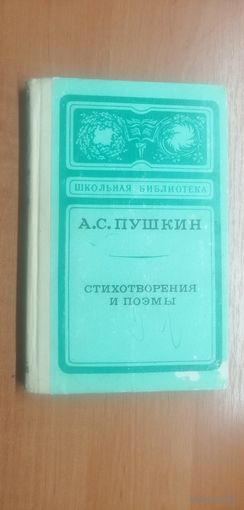 ШКОЛЬНАЯ БИБЛИОТЕКА
А.С.ПУШКИН
СТИХОТВОРЕНИЯ
И ПОЭМЫ